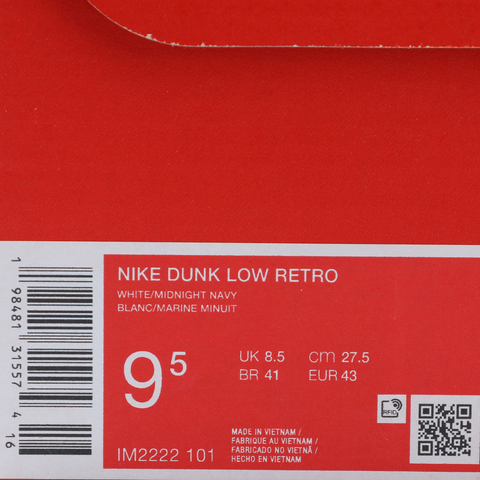 NIKE DUNK LOW RETRO
WHITE/MIDNIGHT NAVY
BLANC/MARINE MINUIT
9.5
UK 8.5 cm 27.5
BR 41 EUR 43
RFID
MADE IN VIETNAM /
FABRIQUE AU VIETNAM /
FABRICADO NO VIETNÃ /
HECHO EN VIETNAM
IM2222 101
1 98481 31557 4 16